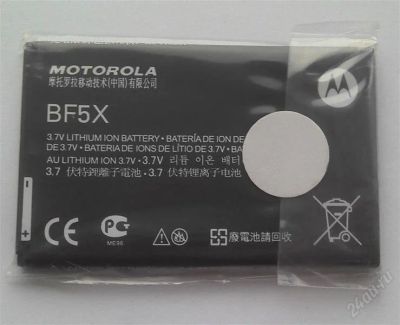 MOTOROLA
摩托罗拉移动技术(中国)有限公司
BF5X
3.7V LITHIUM ION BATTERY • BATERÍA DE ION DE
DE 3.7V • BATERIA DE IONS DE LÍTIO DE 3.7V •
AU LITHIUM ION 3.7V • 3.7V 리튬 이온 배터
3.7 伏特鋰離子電池 • 3.7 伏特锂离子电池
ME96
廢電池請回收
24au.ru